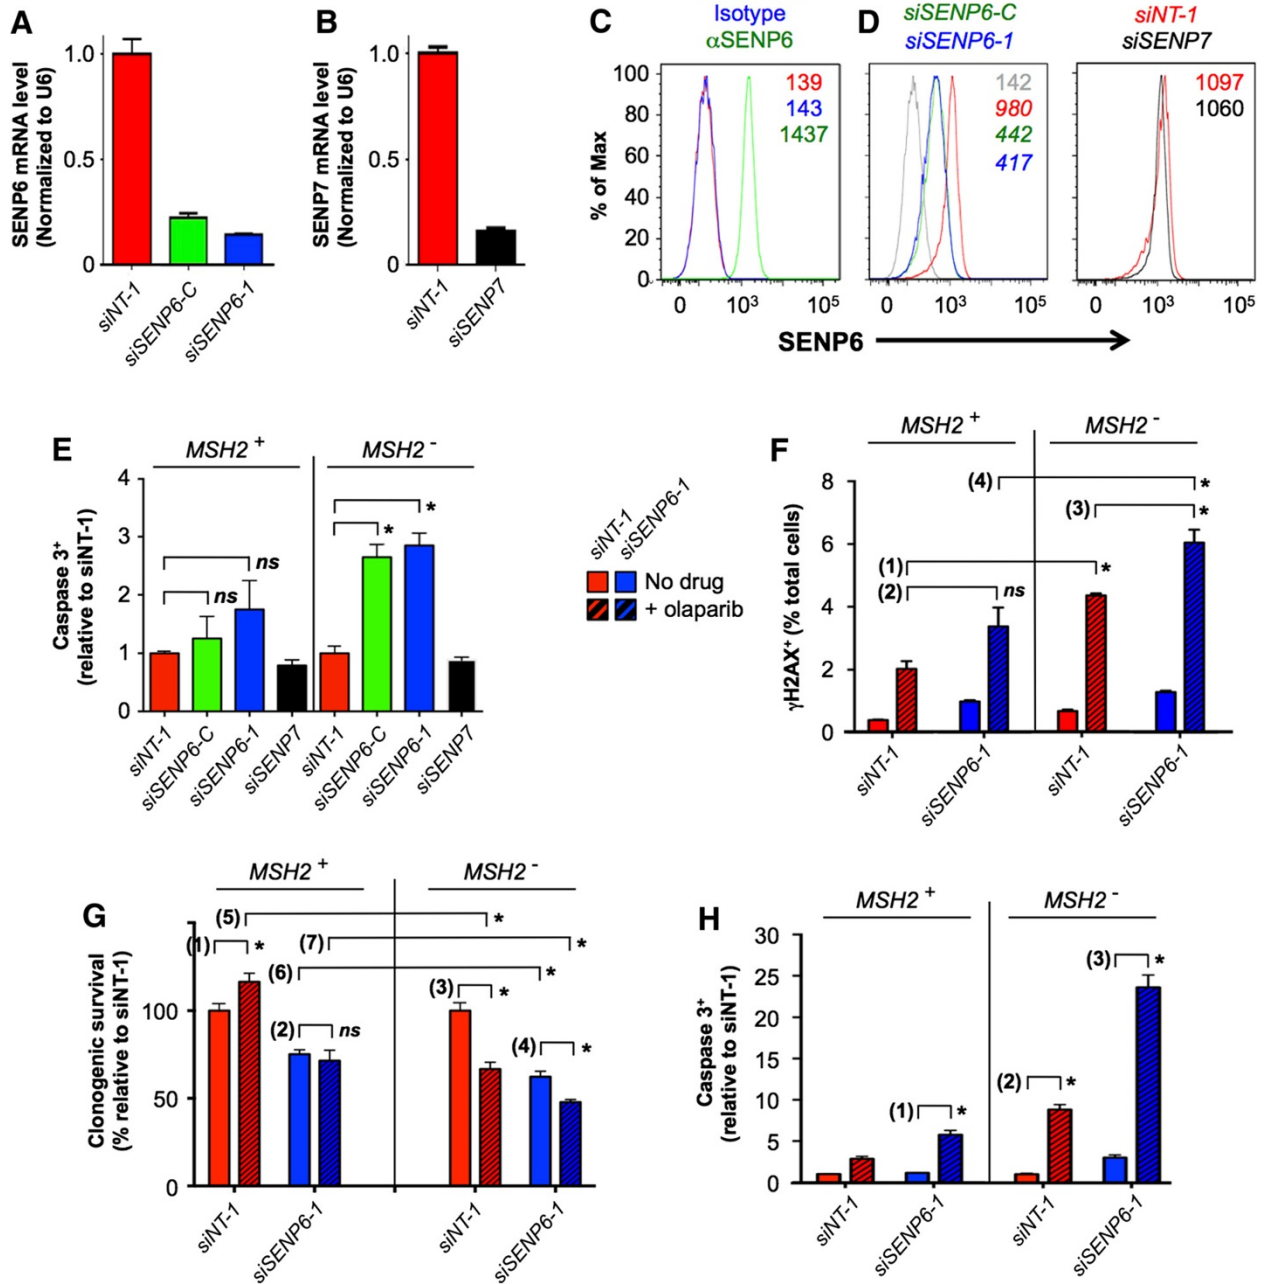 A
SENP6 mRNA level
(Normalized to U6)
1.0
0.5
0
siNT-1
siSENP6-C
siSENP6-1
B
SENP7 mRNA level
(Normalized to U6)
1.0
0.5
0
siNT-1
siSENP7
C
Isotype
αSENP6
% of Max
100
80
60
40
20
0
139
143
1437
0 10³ 10⁵
D
siSENP6-C
siSENP6-1
142
980
442
417
0 10³ 10⁵
siNT-1
siSENP7
1097
1060
0 10³ 10⁵
SENP6
E
MSH2 + MSH2 -
Caspase 3⁺
(relative to siNT-1)
4
3
2
1
0
ns
ns
*
*
siNT-1
siSENP6-C
siSENP6-1
siSENP7
siNT-1
siSENP6-C
siSENP6-1
siSENP7
siNT-1
siSENP6-1
No drug
+ olaparib
F
MSH2 + MSH2 -
γH2AX⁺ (% total cells)
8
6
4
2
0
(4) *
(3) *
(1) *
(2) ns
siNT-1
siSENP6-1
siNT-1
siSENP6-1
G
MSH2 + MSH2 -
Clonogenic survival
(% relative to siNT-1)
100
50
0
(5) *
(1) *
(7) *
(6) *
(3) *
(2) ns
(4) *
siNT-1
siSENP6-1
siNT-1
siSENP6-1
H
MSH2 + MSH2 -
Caspase 3⁺
(relative to siNT-1)
30
25
20
15
10
5
0
(3) *
(2) *
(1) *
siNT-1
siSENP6-1
siNT-1
siSENP6-1